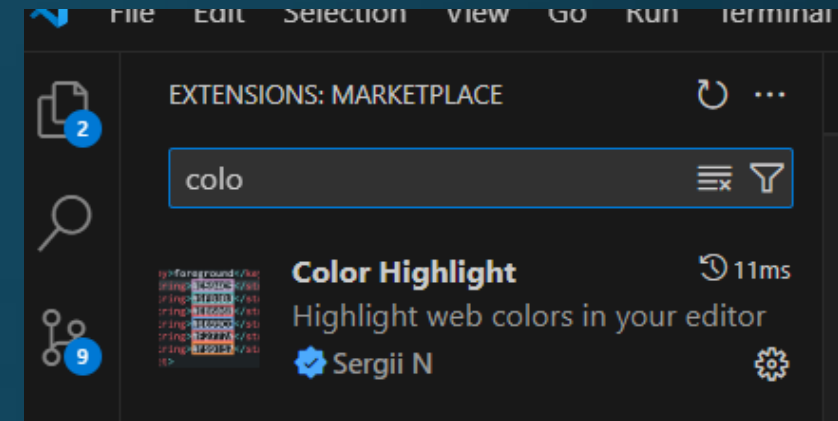 File Edit Selection View Go Run Terminal
EXTENSIONS: MARKETPLACE
2
colo
Color Highlight 11ms
Highlight web colors in your editor
Sergii N
9